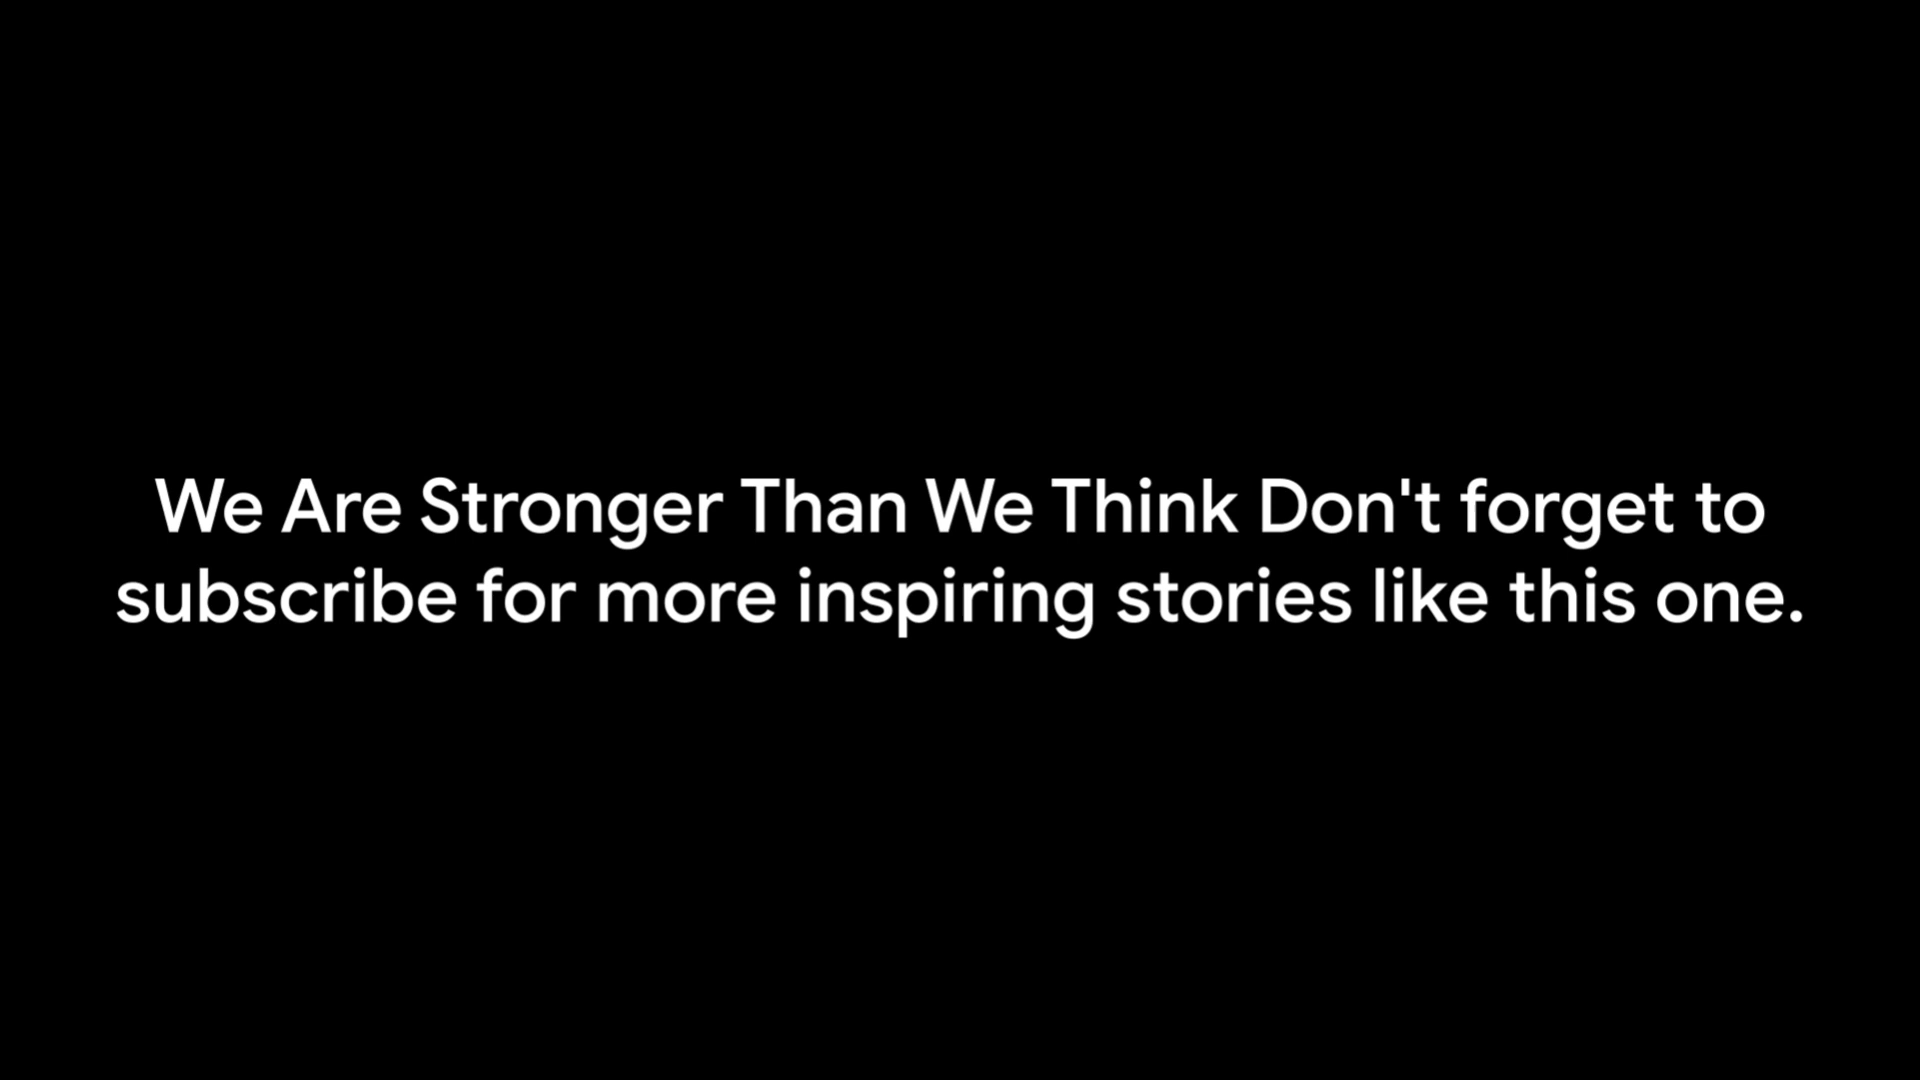 We Are Stronger Than We Think Don't forget to
subscribe for more inspiring stories like this one.